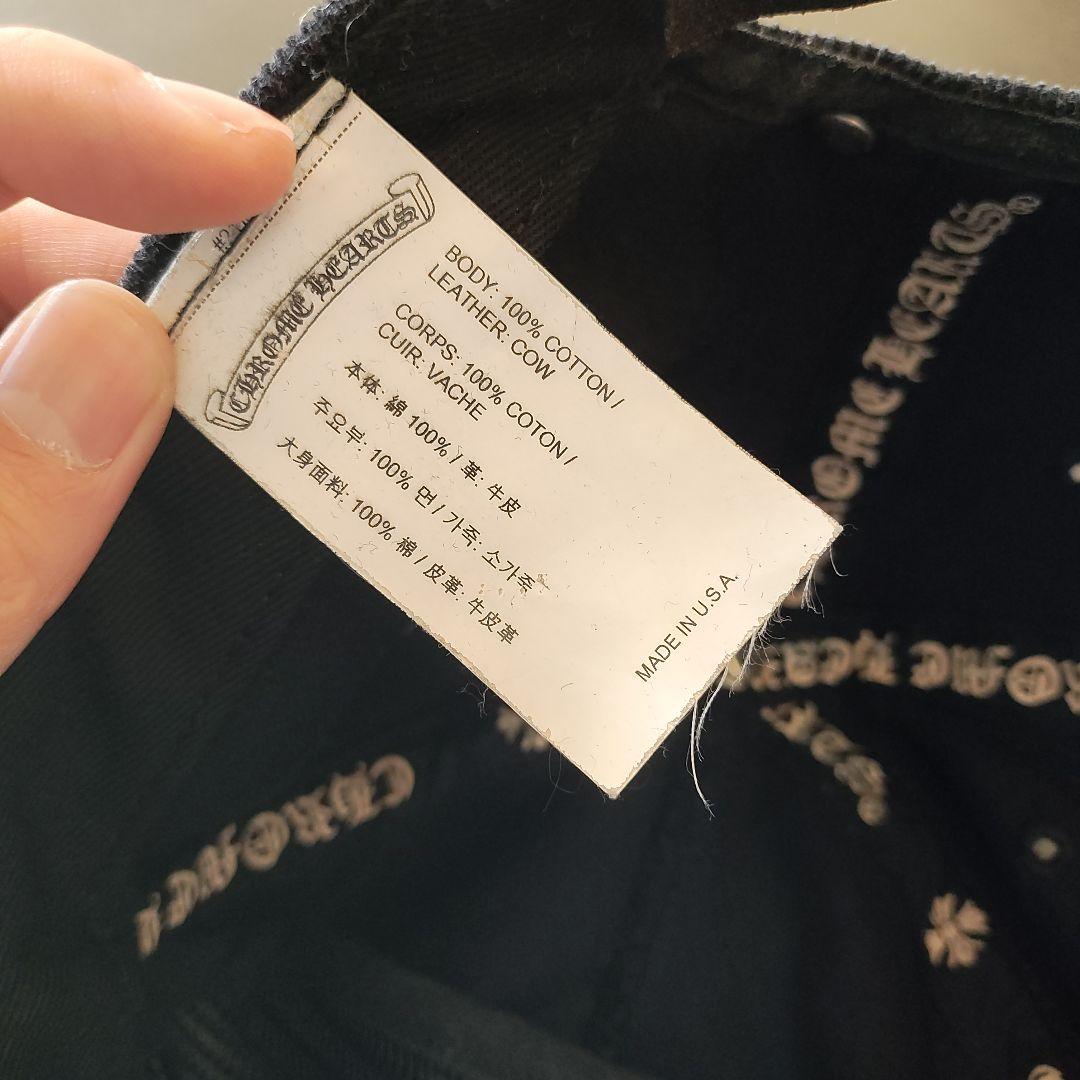 CHROME HEARTS
BODY: 100% COTTON /
LEATHER: COW
CORPS: 100% COTON /
CUIR: VACHE
本体: 綿 100% / 革: 牛皮
주요부: 100% 면 / 가죽: 소가죽
大身面料: 100% 棉 / 皮革: 牛皮革
MADE IN U.S.A.
HEARTS®